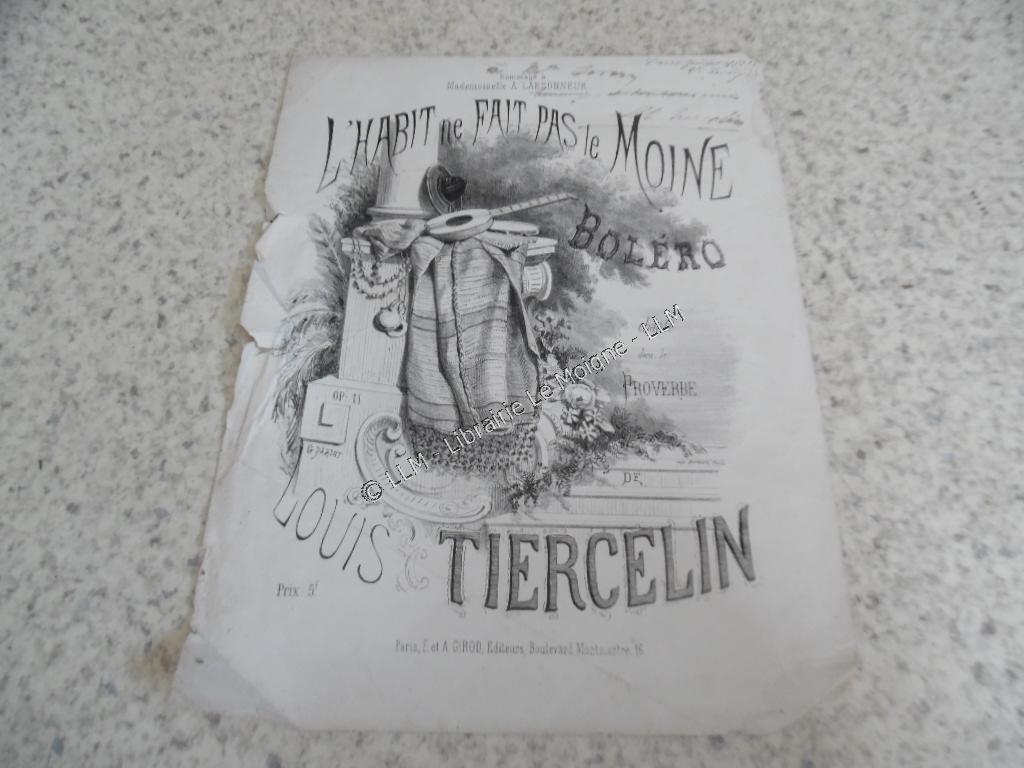 Hommage à
Mademoiselle A. LARSONNEUR
L'HABIT ne FAIT PAS le MOINE
BOLÉRO
PROVERBE
OP: 11
L
DE
LOUIS
TIERCELIN
Prix: 5f
Paris, E. et A. GIROD, Editeurs, Boulevard Montmartre, 16.
© LLM - Librairie Le Moigne - LLM